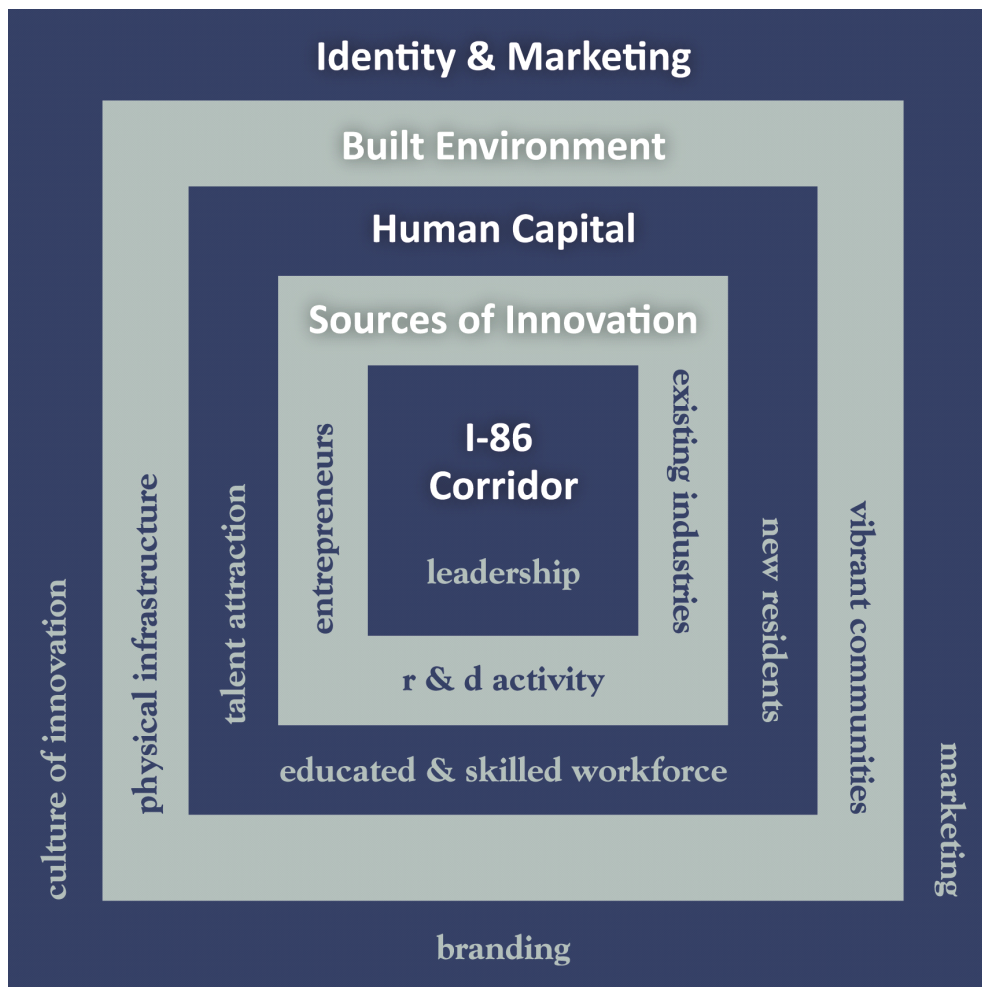 Identity & Marketing
Built Environment
Human Capital
Sources of Innovation
I-86
Corridor
leadership
entrepreneurs
existing industries
r & d activity
talent attraction
new residents
educated & skilled workforce
physical infrastructure
vibrant communities
culture of innovation
marketing
branding